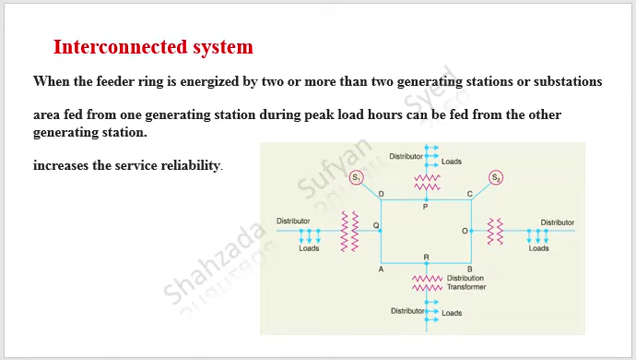 Interconnected system
When the feeder ring is energized by two or more than two generating stations or substations
area fed from one generating station during peak load hours can be fed from the other
generating station.
increases the service reliability.
Distributor
Loads
S1
S2
D
C
P
Distributor
Loads
Q
O
Distributor
Loads
A
R
B
Distribution
Transformer
Distributor
Loads
Shahzada
Sufyan
Syed